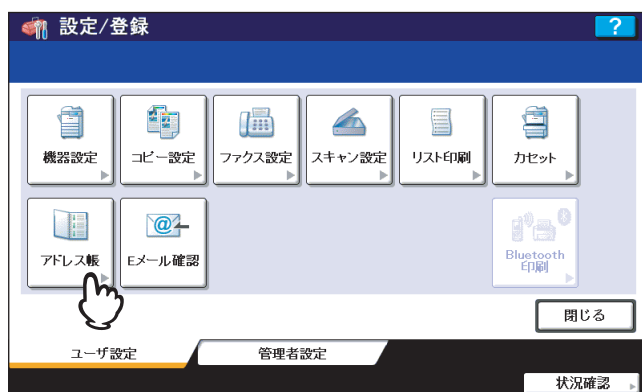 設定/登録
?
機器設定
コピー設定
ファクス設定
スキャン設定
リスト印刷
カセット
アドレス帳
Eメール確認
Bluetooth
印刷
閉じる
ユーザ設定
管理者設定
状況確認